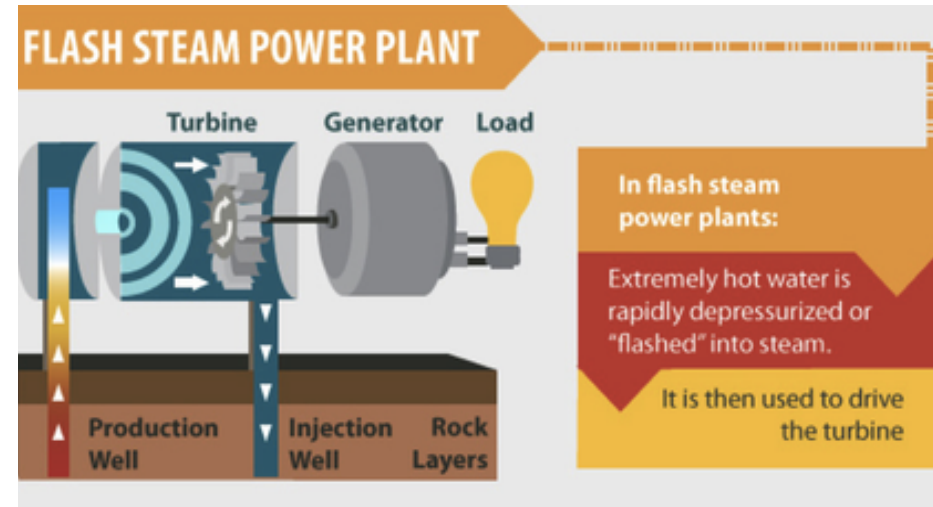 FLASH STEAM POWER PLANT
Turbine
Generator
Load
Production
Well
Injection
Well
Rock
Layers
In flash steam
power plants:
Extremely hot water is
rapidly depressurized or
"flashed" into steam.
It is then used to drive
the turbine